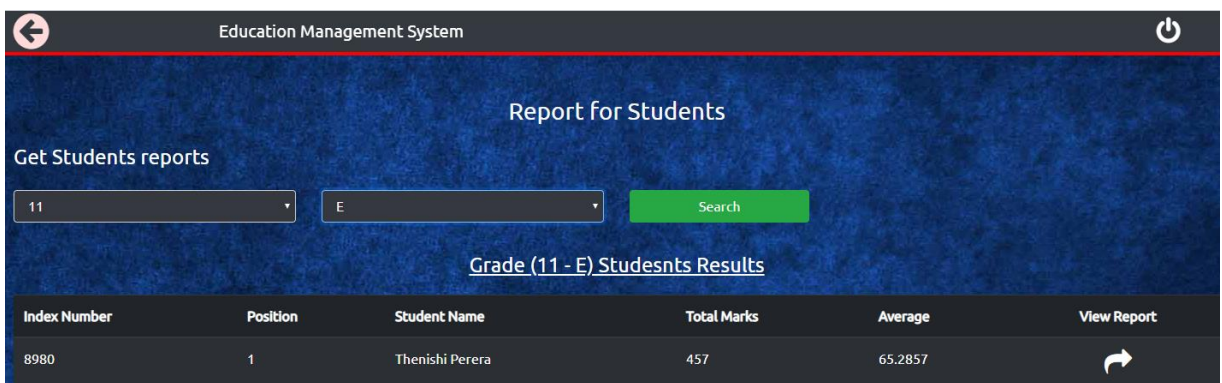 Education Management System
Report for Students
Get Students reports
11 E Search
Grade (11 - E) Studesnts Results
Index Number Position Student Name Total Marks Average View Report
8980 1 Thenishi Perera 457 65.2857